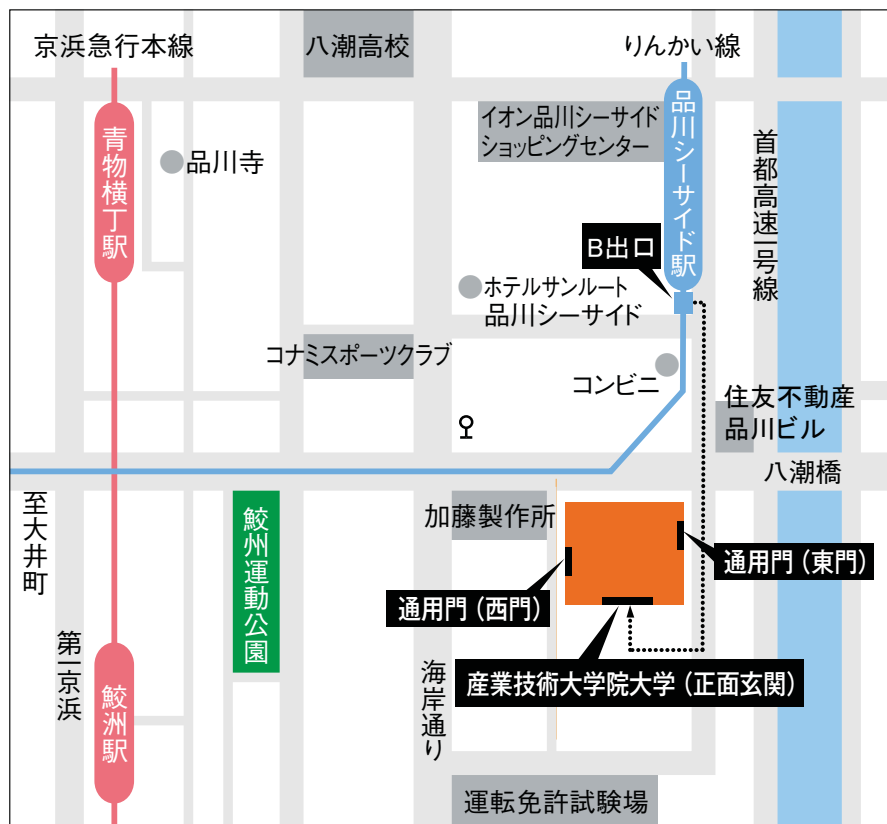 京浜急行本線
八潮高校
りんかい線
青物横丁駅
品川寺
イオン品川シーサイド
ショッピングセンター
品川シーサイド駅
首都高速一号線
B出口
ホテルサンルート
品川シーサイド
コナミスポーツクラブ
コンビニ
住友不動産
品川ビル
八潮橋
至大井町
鮫州運動公園
加藤製作所
通用門（東門）
通用門（西門）
第一京浜
鮫洲駅
海岸通り
産業技術大学院大学（正面玄関）
運転免許試験場